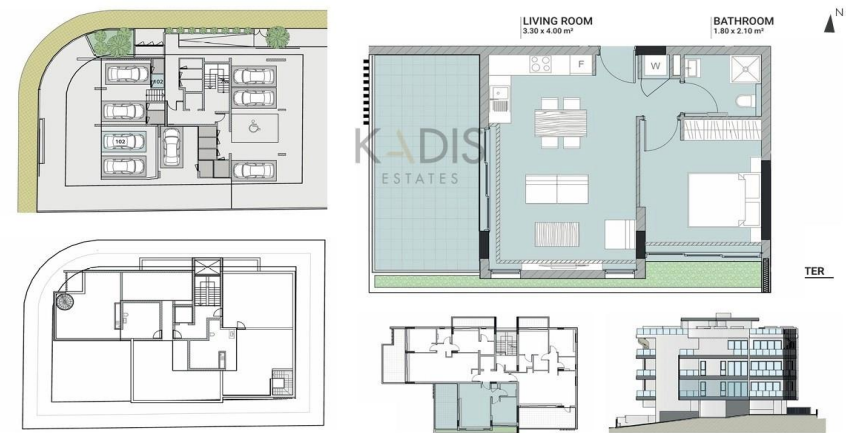 LIVING ROOM
3.30 x 4.00 m²
BATHROOM
1.80 x 2.10 m²
N
F
W
102
102
KADIS
ESTATES
TER